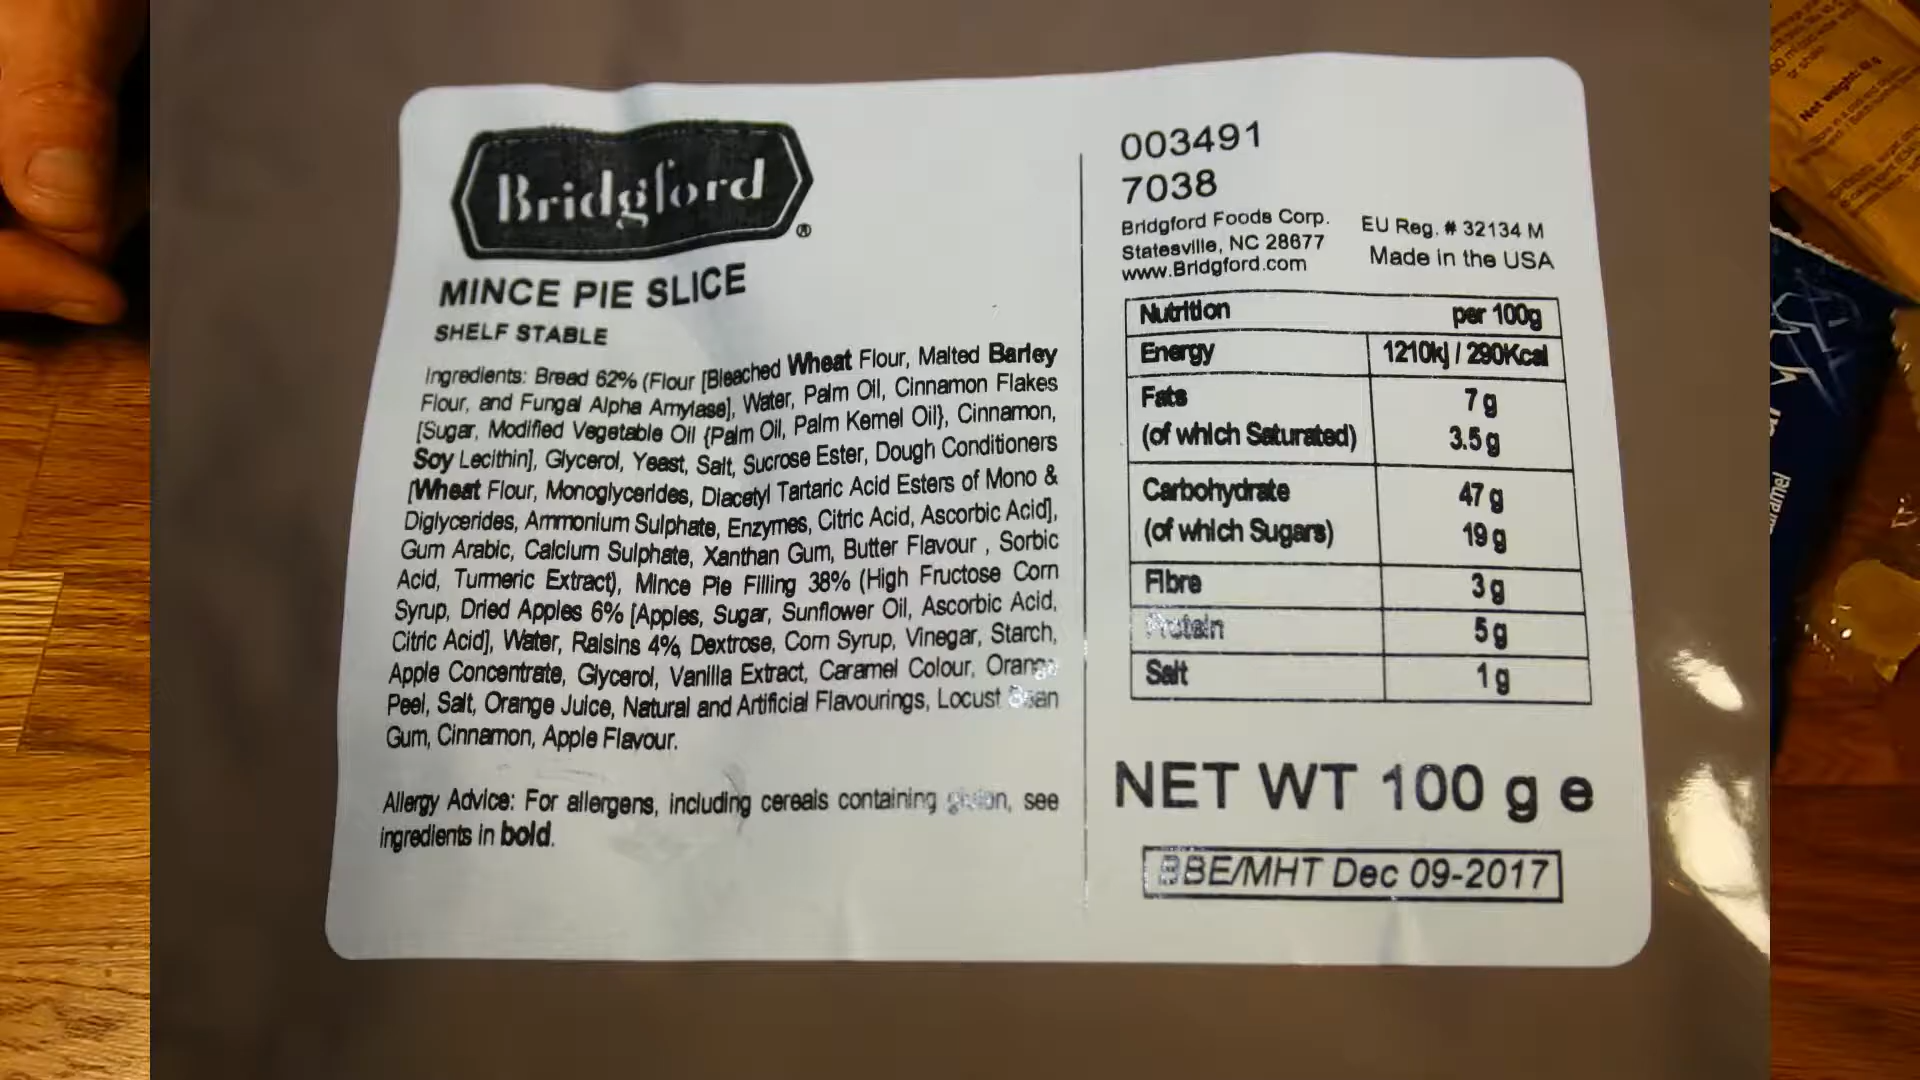 Bridgford
®
MINCE PIE SLICE
SHELF STABLE
Ingredients: Bread 62% (Flour [Bleached Wheat Flour, Malted Barley
Flour, and Fungal Alpha Amylase], Water, Palm Oil, Cinnamon Flakes
[Sugar, Modified Vegetable Oil {Palm Oil, Palm Kernel Oil}, Cinnamon,
Soy Lecithin], Glycerol, Yeast, Salt, Sucrose Ester, Dough Conditioners
[Wheat Flour, Monoglycerides, Diacetyl Tartaric Acid Esters of Mono &
Diglycerides, Ammonium Sulphate, Enzymes, Citric Acid, Ascorbic Acid],
Gum Arabic, Calcium Sulphate, Xanthan Gum, Butter Flavour , Sorbic
Acid, Turmeric Extract), Mince Pie Filling 38% (High Fructose Corn
Syrup, Dried Apples 6% [Apples, Sugar, Sunflower Oil, Ascorbic Acid,
Citric Acid], Water, Raisins 4%, Dextrose, Corn Syrup, Vinegar, Starch,
Apple Concentrate, Glycerol, Vanilla Extract, Caramel Colour, Orange
Peel, Salt, Orange Juice, Natural and Artificial Flavourings, Locust Bean
Gum, Cinnamon, Apple Flavour.
Allergy Advice: For allergens, including cereals containing gluten, see
ingredients in bold.
003491
7038
Bridgford Foods Corp.
Statesville, NC 28677
www.Bridgford.com
EU Reg. # 32134 M
Made in the USA
Nutrition per 100g
Energy 1210kj / 290Kcal
Fats 7 g
(of which Saturated) 3.5 g
Carbohydrate 47 g
(of which Sugars) 19 g
Fibre 3 g
Protein 5 g
Salt 1 g
NET WT 100 g e
BBE/MHT Dec 09-2017
Net weight: